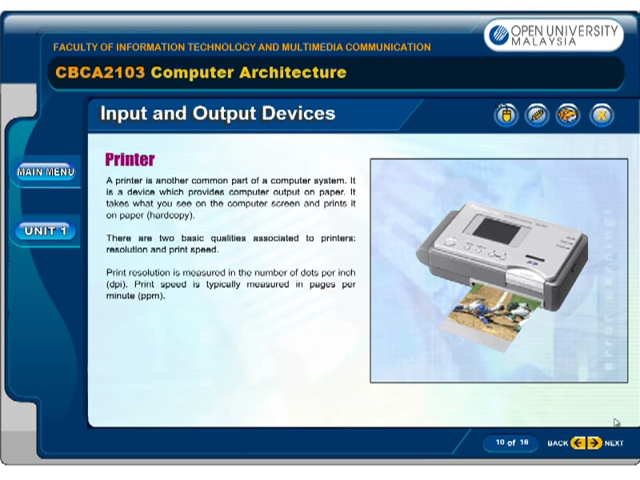 OPEN UNIVERSITY
MALAYSIA
FACULTY OF INFORMATION TECHNOLOGY AND MULTIMEDIA COMMUNICATION
CBCA2103 Computer Architecture
Input and Output Devices
MAIN MENU
UNIT 1
Printer
A printer is another common part of a computer system. It
is a device which provides computer output on paper. It
takes what you see on the computer screen and prints it
on paper (hardcopy).
There are two basic qualities associated to printers:
resolution and print speed.
Print resolution is measured in the number of dots per inch
(dpi). Print speed is typically measured in pages per
minute (ppm).
10 of 18
BACK
NEXT